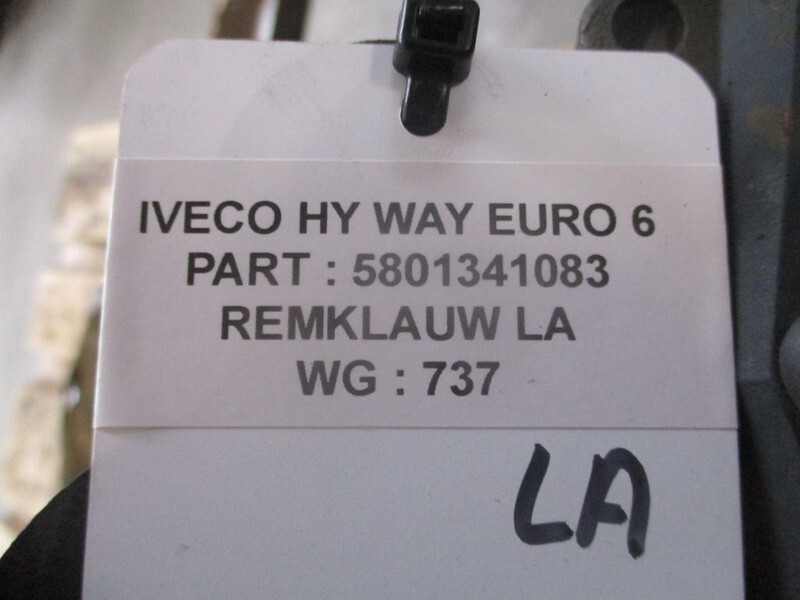 IVECO HY WAY EURO 6
PART : 5801341083
REMKLAUW LA
WG : 737
LA